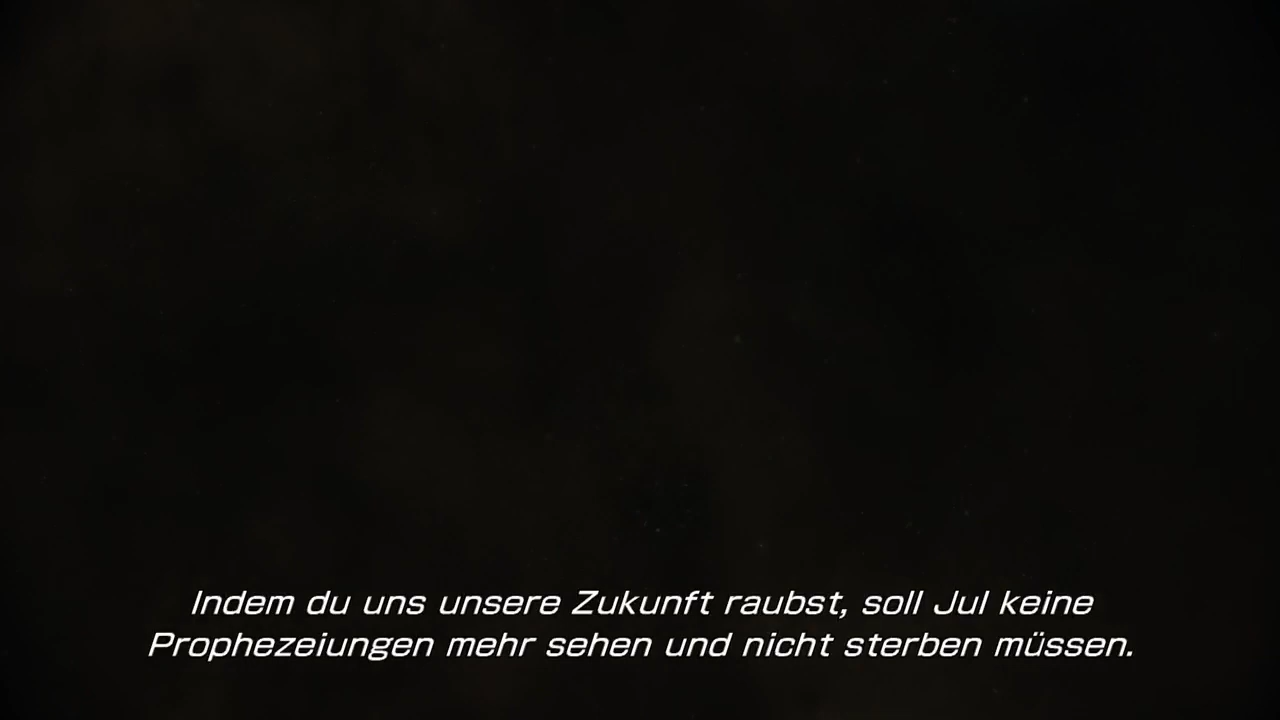 Indem du uns unsere Zukunft raubst, soll Jul keine
Prophezeiungen mehr sehen und nicht sterben müssen.